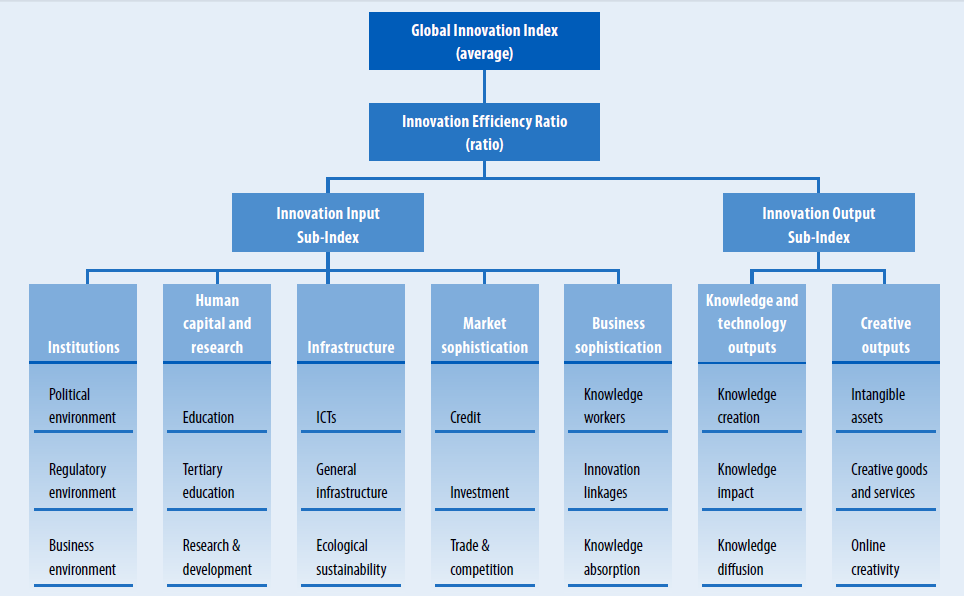 Global Innovation Index
(average)
Innovation Efficiency Ratio
(ratio)
Innovation Input
Sub-Index
Innovation Output
Sub-Index
Institutions
Human
capital and
research
Infrastructure
Market
sophistication
Business
sophistication
Knowledge and
technology
outputs
Creative
outputs
Political
environment
Education
ICTs
Credit
Knowledge
workers
Knowledge
creation
Intangible
assets
Regulatory
environment
Tertiary
education
General
infrastructure
Investment
Innovation
linkages
Knowledge
impact
Creative goods
and services
Business
environment
Research &
development
Ecological
sustainability
Trade &
competition
Knowledge
absorption
Knowledge
diffusion
Online
creativity